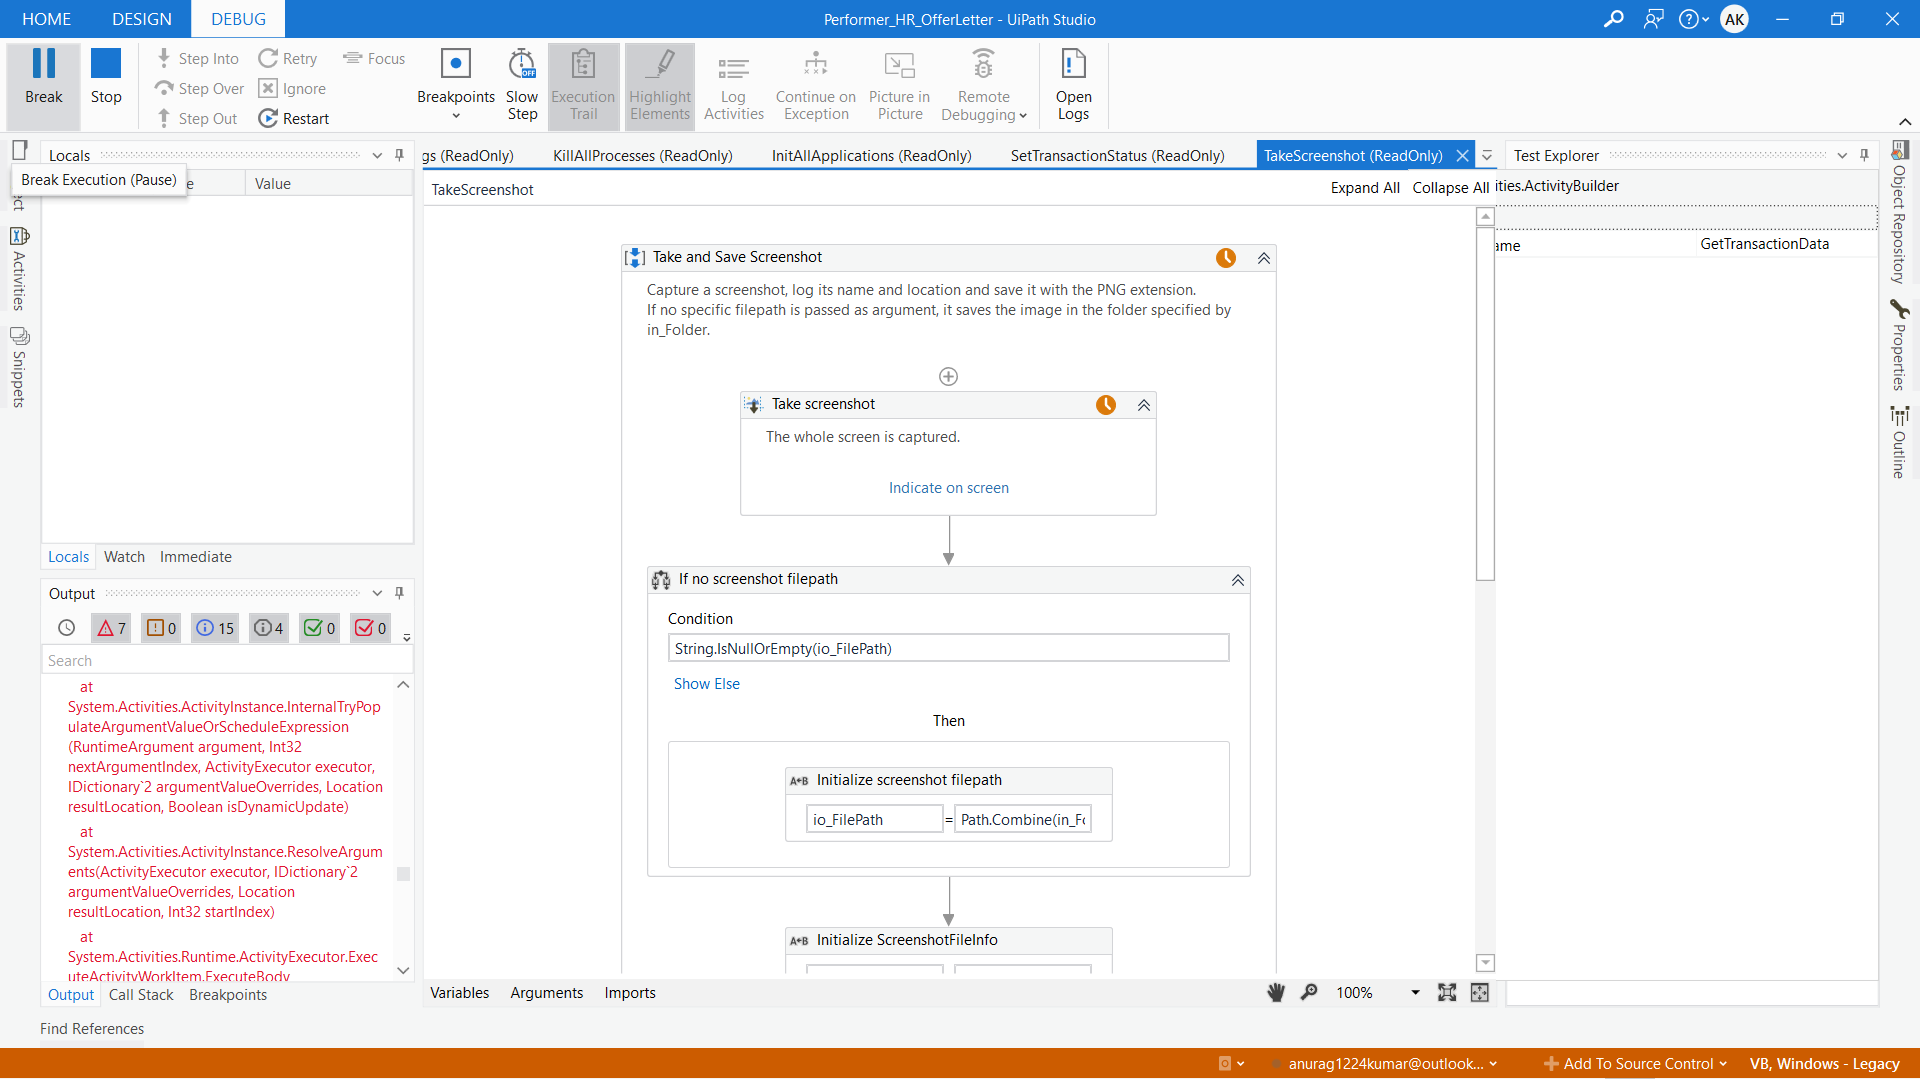 HOME
DESIGN
DEBUG
Performer_HR_OfferLetter - UiPath Studio
AK
Break
Stop
Step Into
Step Over
Step Out
Retry
Ignore
Restart
Focus
Breakpoints
Slow
Step
OFF
Execution
Trail
Highlight
Elements
Log
Activities
Continue on
Exception
Picture in
Picture
Remote
Debugging
Open
Logs
Locals
Break Execution (Pause)
e
Value
ct
Activities
Snippets
gs (ReadOnly)
KillAllProcesses (ReadOnly)
InitAllApplications (ReadOnly)
SetTransactionStatus (ReadOnly)
TakeScreenshot (ReadOnly)
Test Explorer
TakeScreenshot
Expand All
Collapse All
ities.ActivityBuilder
ame
GetTransactionData
Object Repository
Properties
Outline
Take and Save Screenshot
Capture a screenshot, log its name and location and save it with the PNG extension.
If no specific filepath is passed as argument, it saves the image in the folder specified by
in_Folder.
Take screenshot
The whole screen is captured.
Indicate on screen
If no screenshot filepath
Condition
String.IsNullOrEmpty(io_FilePath)
Show Else
Then
A+B Initialize screenshot filepath
io_FilePath = Path.Combine(in_Fo
A+B Initialize ScreenshotFileInfo
Locals
Watch
Immediate
Output
7
0
15
4
0
0
Search
at
System.Activities.ActivityInstance.InternalTryPop
ulateArgumentValueOrScheduleExpression
(RuntimeArgument argument, Int32
nextArgumentIndex, ActivityExecutor executor,
IDictionary`2 argumentValueOverrides, Location
resultLocation, Boolean isDynamicUpdate)
at
System.Activities.ActivityInstance.ResolveArgum
ents(ActivityExecutor executor, IDictionary`2
argumentValueOverrides, Location
resultLocation, Int32 startIndex)
at
System.Activities.Runtime.ActivityExecutor.Exec
uteActivityWorkItem.ExecuteBody
Output
Call Stack
Breakpoints
Variables
Arguments
Imports
100%
Find References
anurag1224kumar@outlook...
Add To Source Control
VB, Windows - Legacy